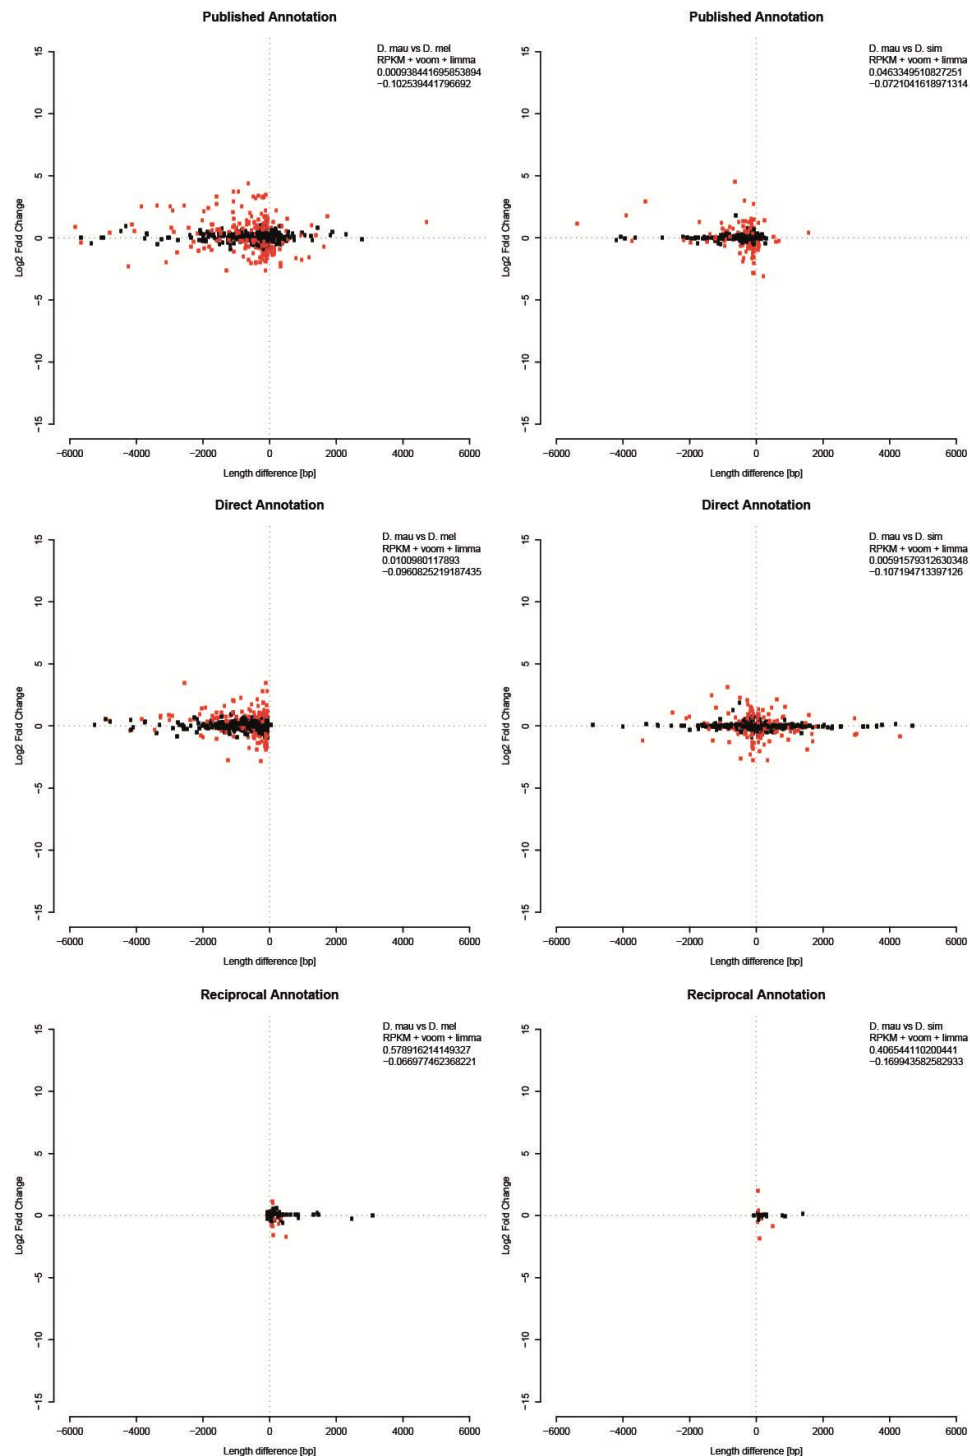 Published Annotation
D. mau vs D. mel
RPKM + voom + limma
0.000938441695853894
−0.102539441796692
15
10
5
0
−5
−10
−15
Log2 Fold Change
−6000 −4000 −2000 0 2000 4000 6000
Length difference [bp]
Published Annotation
D. mau vs D. sim
RPKM + voom + limma
0.0463349510827251
−0.0721041618971314
15
10
5
0
−5
−10
−15
Log2 Fold Change
−6000 −4000 −2000 0 2000 4000 6000
Length difference [bp]
Direct Annotation
D. mau vs D. mel
RPKM + voom + limma
0.0100980117893
−0.0960825219187435
15
10
5
0
−5
−10
−15
Log2 Fold Change
−6000 −4000 −2000 0 2000 4000 6000
Length difference [bp]
Direct Annotation
D. mau vs D. sim
RPKM + voom + limma
0.00591579312630348
−0.107194713397126
15
10
5
0
−5
−10
−15
Log2 Fold Change
−6000 −4000 −2000 0 2000 4000 6000
Length difference [bp]
Reciprocal Annotation
D. mau vs D. mel
RPKM + voom + limma
0.578916214149327
−0.066977462368221
15
10
5
0
−5
−10
−15
Log2 Fold Change
−6000 −4000 −2000 0 2000 4000 6000
Length difference [bp]
Reciprocal Annotation
D. mau vs D. sim
RPKM + voom + limma
0.406544110200441
−0.169943582582933
15
10
5
0
−5
−10
−15
Log2 Fold Change
−6000 −4000 −2000 0 2000 4000 6000
Length difference [bp]